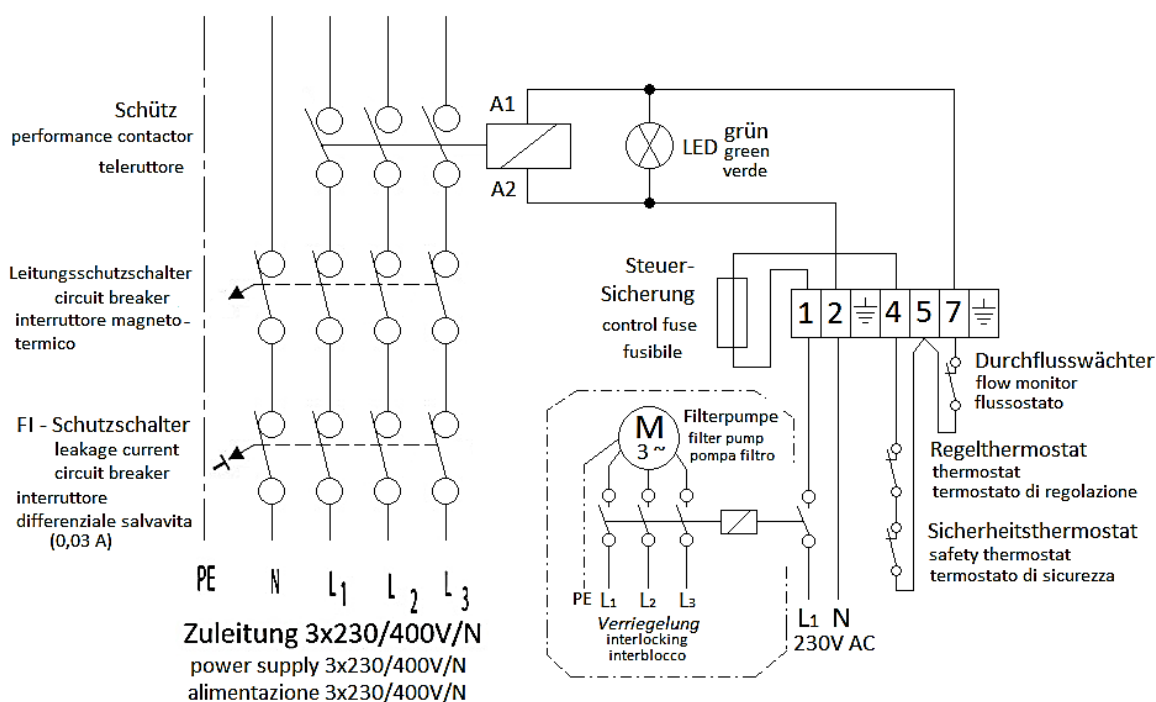 Schütz
performance contactor
teleruttore
A1
A2
LED
grün
green
verde
Leitungsschutzschalter
circuit breaker
interruttore magneto-
termico
Steuer-
Sicherung
control fuse
fusibile
1 2 4 5 7
Durchflusswächter
flow monitor
flussostato
FI - Schutzschalter
leakage current
circuit breaker
interruttore
differenziale salvavita
(0,03 A)
M
3 ~
Filterpumpe
filter pump
pompa filtro
Regelthermostat
thermostat
termostato di regolazione
Sicherheitsthermostat
safety thermostat
termostato di sicurezza
PE N L1 L2 L3
PE L1 L2 L3
Verriegelung
interlocking
interblocco
L1 N
230V AC
Zuleitung 3x230/400V/N
power supply 3x230/400V/N
alimentazione 3x230/400V/N